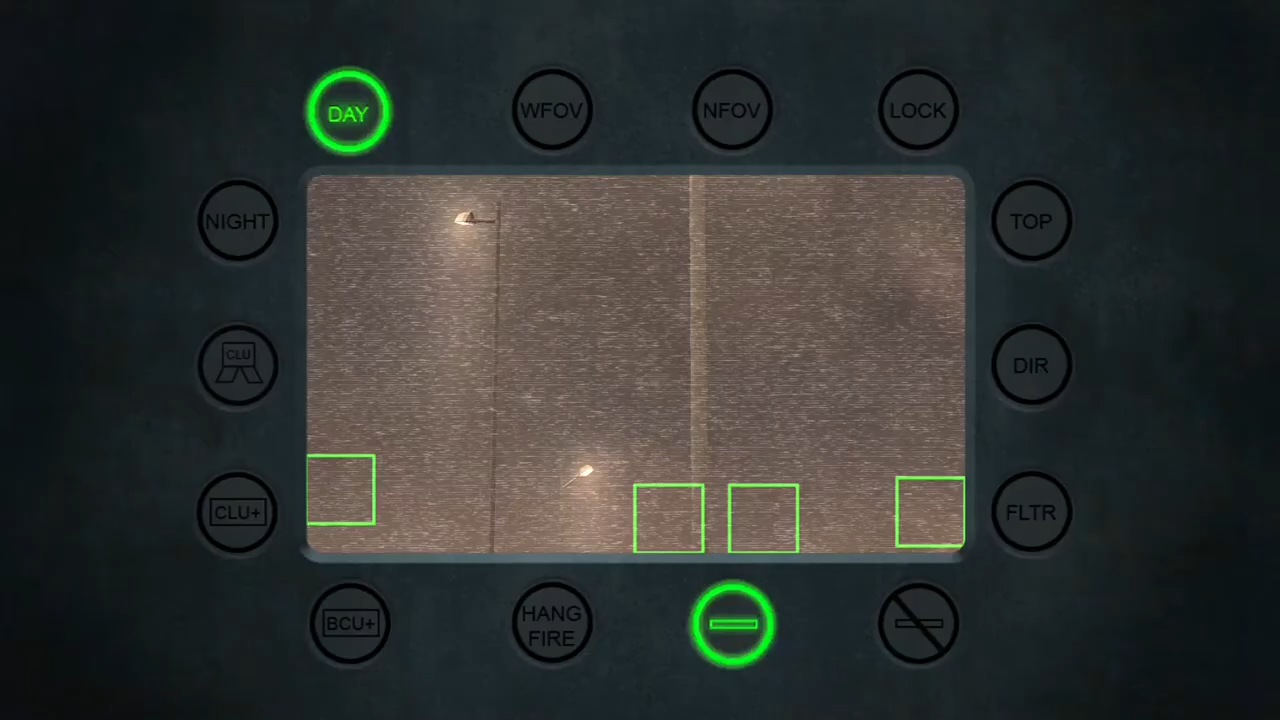 DAY
WFOV
NFOV
LOCK
NIGHT
TOP
CLU
DIR
CLU+
FLTR
BCU+
HANG
FIRE